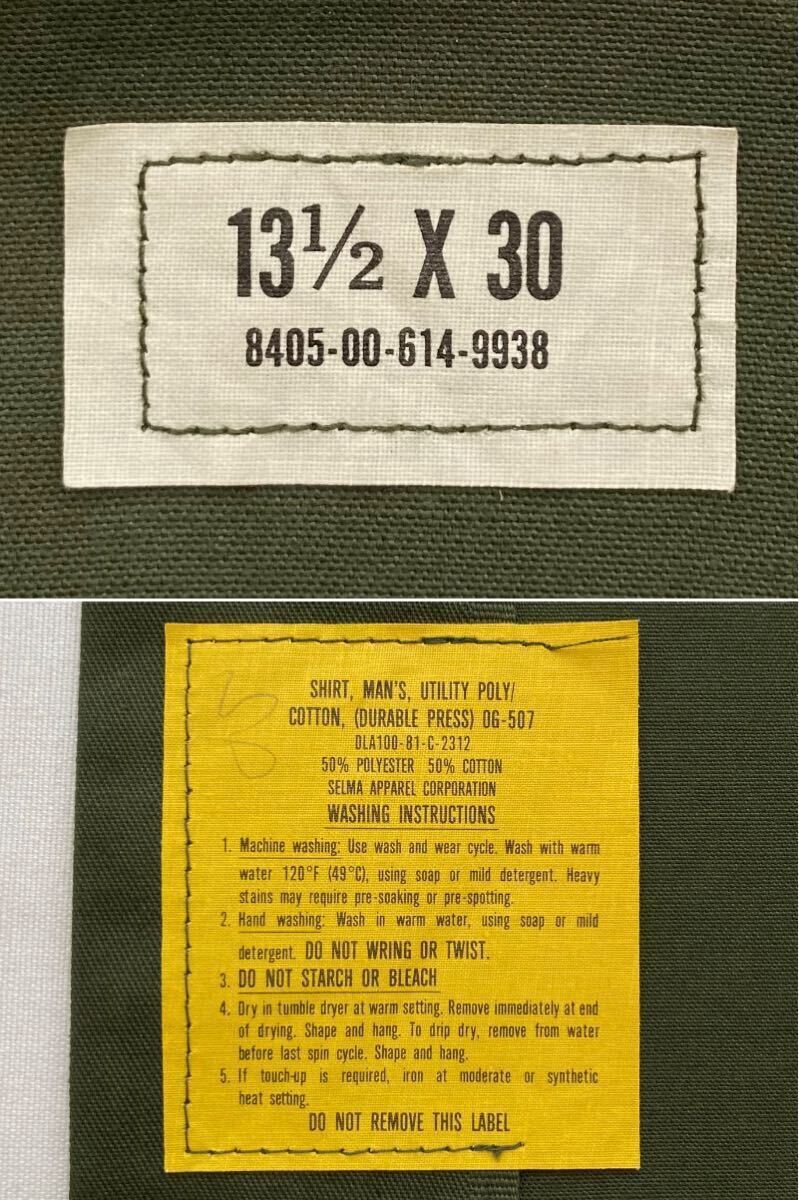 13½ X 30
8405-00-614-9938
SHIRT, MAN'S, UTILITY POLY/
COTTON, (DURABLE PRESS) OG-507
DLA100-81-C-2312
50% POLYESTER 50% COTTON
SELMA APPAREL CORPORATION
WASHING INSTRUCTIONS
1. Machine washing: Use wash and wear cycle. Wash with warm
water 120°F (49°C), using soap or mild detergent. Heavy
stains may require pre-soaking or pre-spotting.
2. Hand washing: Wash in warm water, using soap or mild
detergent. DO NOT WRING OR TWIST.
3. DO NOT STARCH OR BLEACH
4. Dry in tumble dryer at warm setting. Remove immediately at end
of drying. Shape and hang. To drip dry, remove from water
before last spin cycle. Shape and hang.
5. If touch-up is required, iron at moderate or synthetic
heat setting.
DO NOT REMOVE THIS LABEL